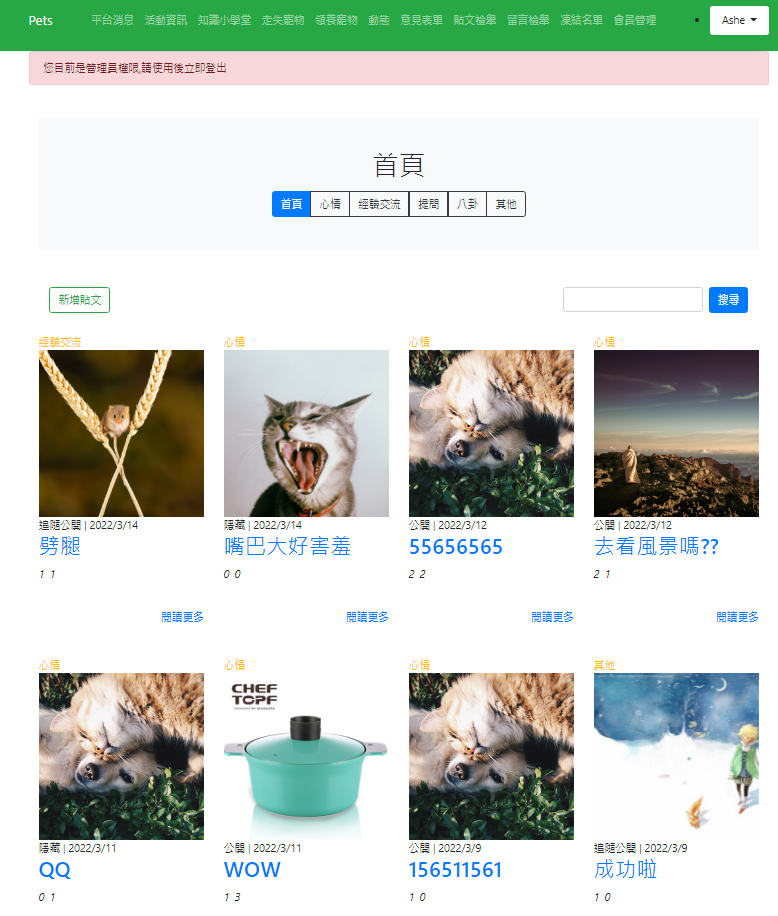 Pets 平台消息 活動資訊 知識小學堂 走失寵物 領養寵物 動態 意見表單 貼文檢舉 留言檢舉 凍結名單 會員管理 Ashe
您目前是管理員權限,請使用後立即登出
首頁
首頁 心情 經驗交流 提問 八卦 其他
新增貼文 搜尋
經驗交流 心情 心情 心情
追隨公開 | 2022/3/14 隱藏 | 2022/3/14 公開 | 2022/3/12 公開 | 2022/3/12
劈腿 嘴巴大好害羞 55656565 去看風景嗎??
1 1 0 0 2 2 2 1
閱讀更多 閱讀更多 閱讀更多 閱讀更多
心情 心情 心情 其他
CHEF
TOPF
隱藏 | 2022/3/11 公開 | 2022/3/11 公開 | 2022/3/9 追隨公開 | 2022/3/9
QQ WOW 156511561 成功啦
0 1 1 3 1 0 1 0